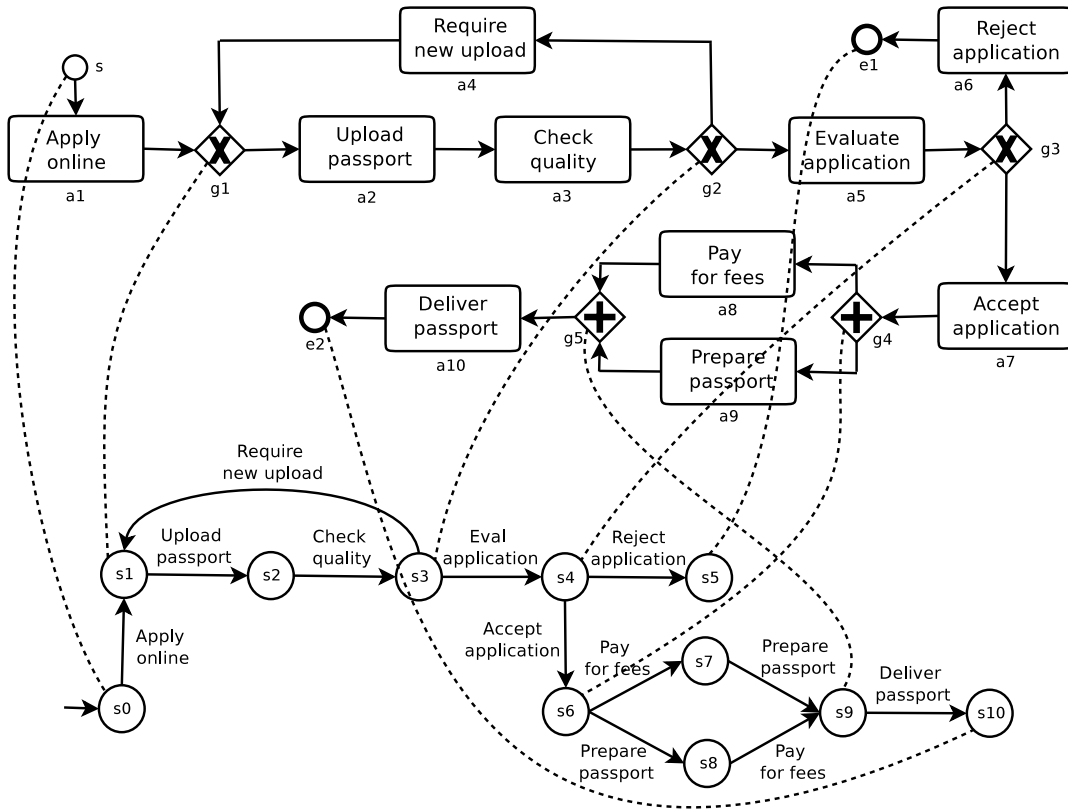 Require
new upload
a4
Reject
application
a6
e1
s
Apply
online
a1
X
g1
Upload
passport
a2
Check
quality
a3
X
g2
Evaluate
application
a5
X
g3
Pay
for fees
a8
Deliver
passport
a10
e2
g5
g4
Accept
application
a7
Prepare
passport
a9
Require
new upload
Upload
passport
Check
quality
Eval
application
Reject
application
s1
s2
s3
s4
s5
Apply
online
Accept
application
Pay
for fees
s7
Prepare
passport
Deliver
passport
s0
s6
s9
s10
Prepare
passport
s8
Pay
for fees